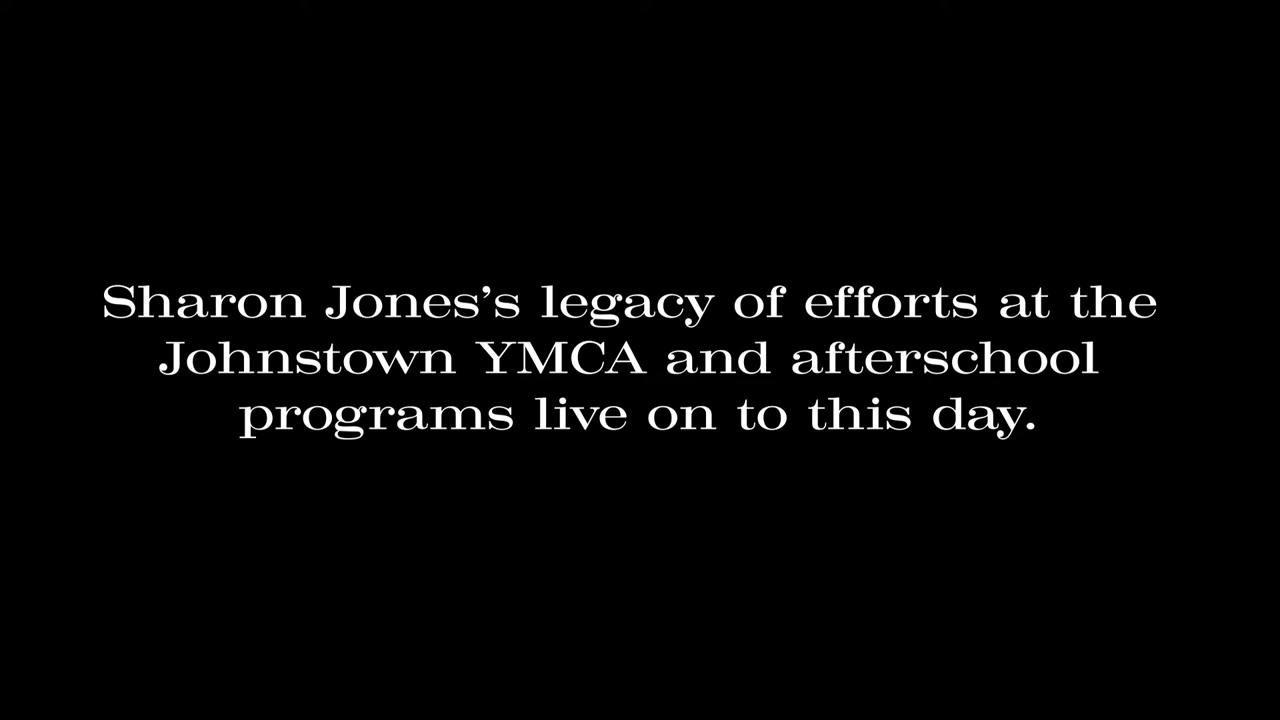 Sharon Jones’s legacy of efforts at the
Johnstown YMCA and afterschool
programs live on to this day.